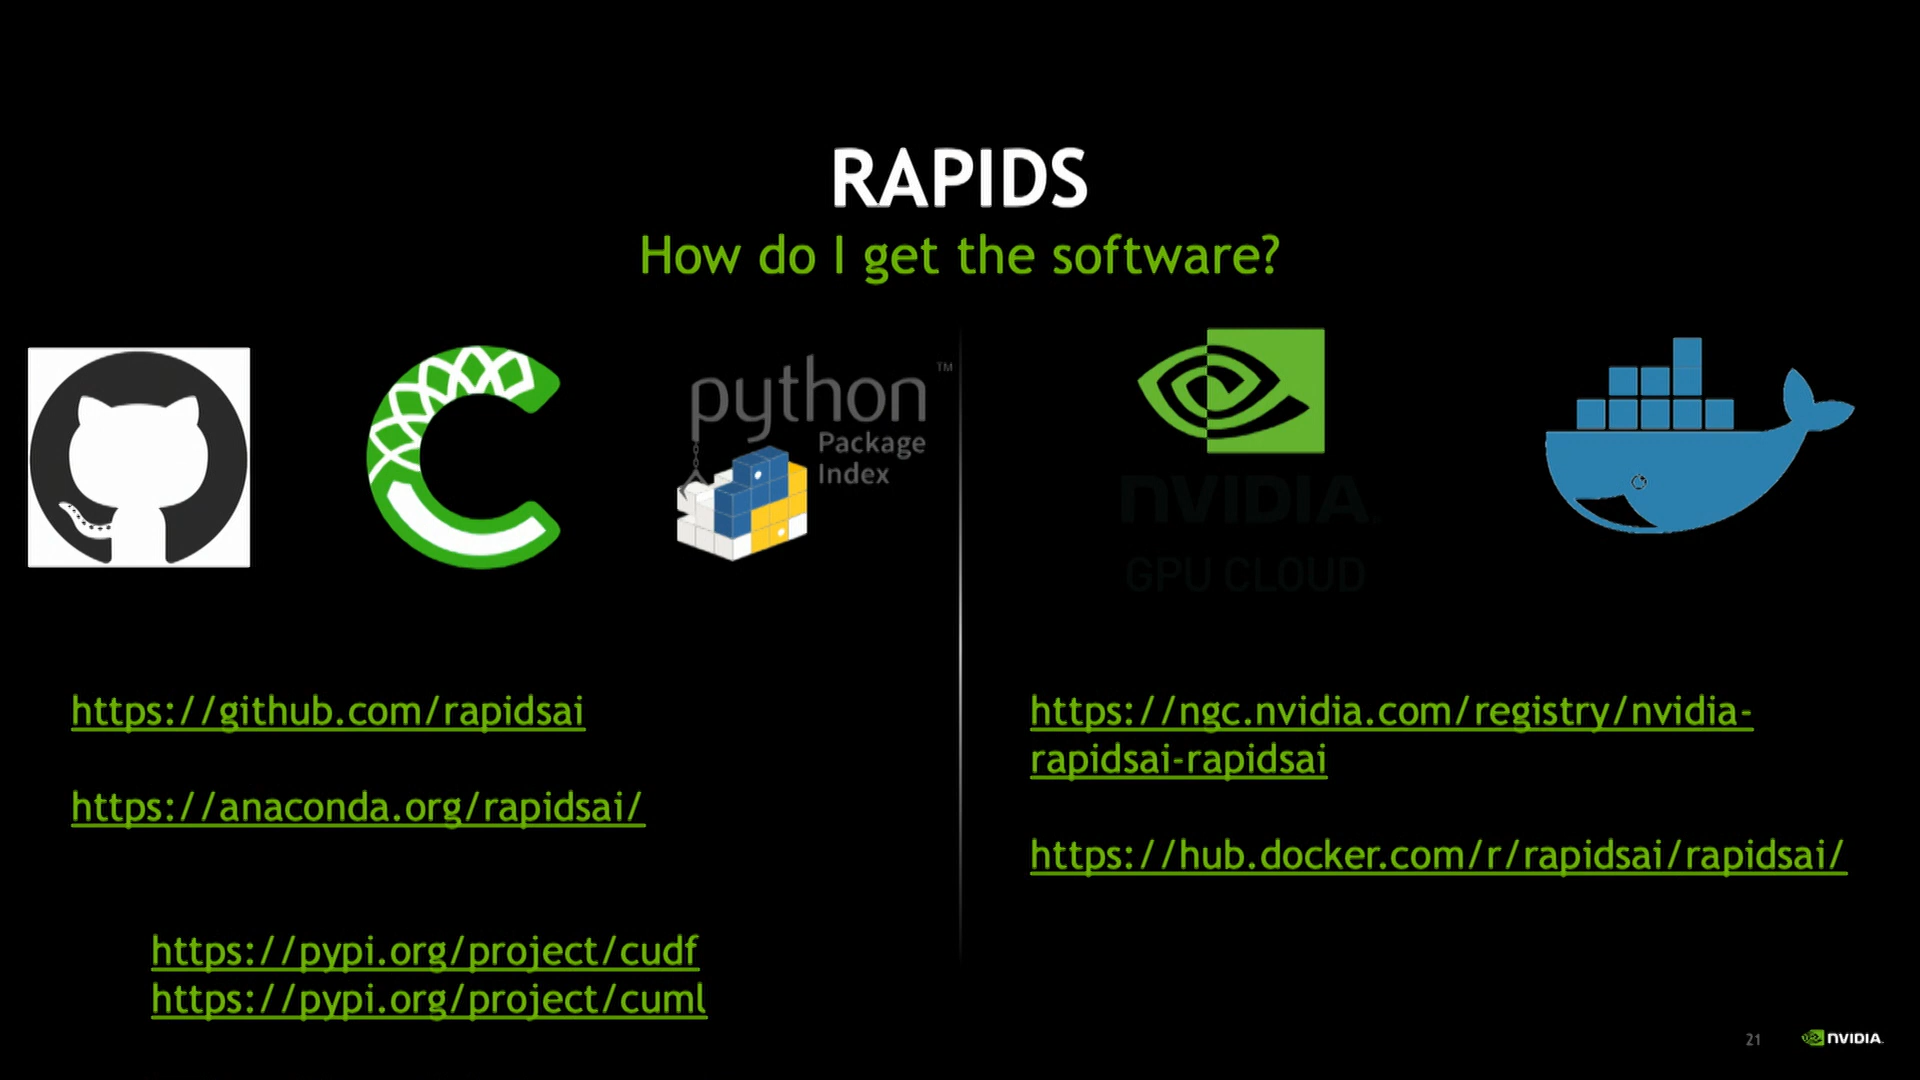 RAPIDS
How do I get the software?
python™
Package
Index
NVIDIA.
GPU CLOUD
https://github.com/rapidsai
https://anaconda.org/rapidsai/
https://pypi.org/project/cudf
https://pypi.org/project/cuml
https://ngc.nvidia.com/registry/nvidia-
rapidsai-rapidsai
https://hub.docker.com/r/rapidsai/rapidsai/
21
NVIDIA.